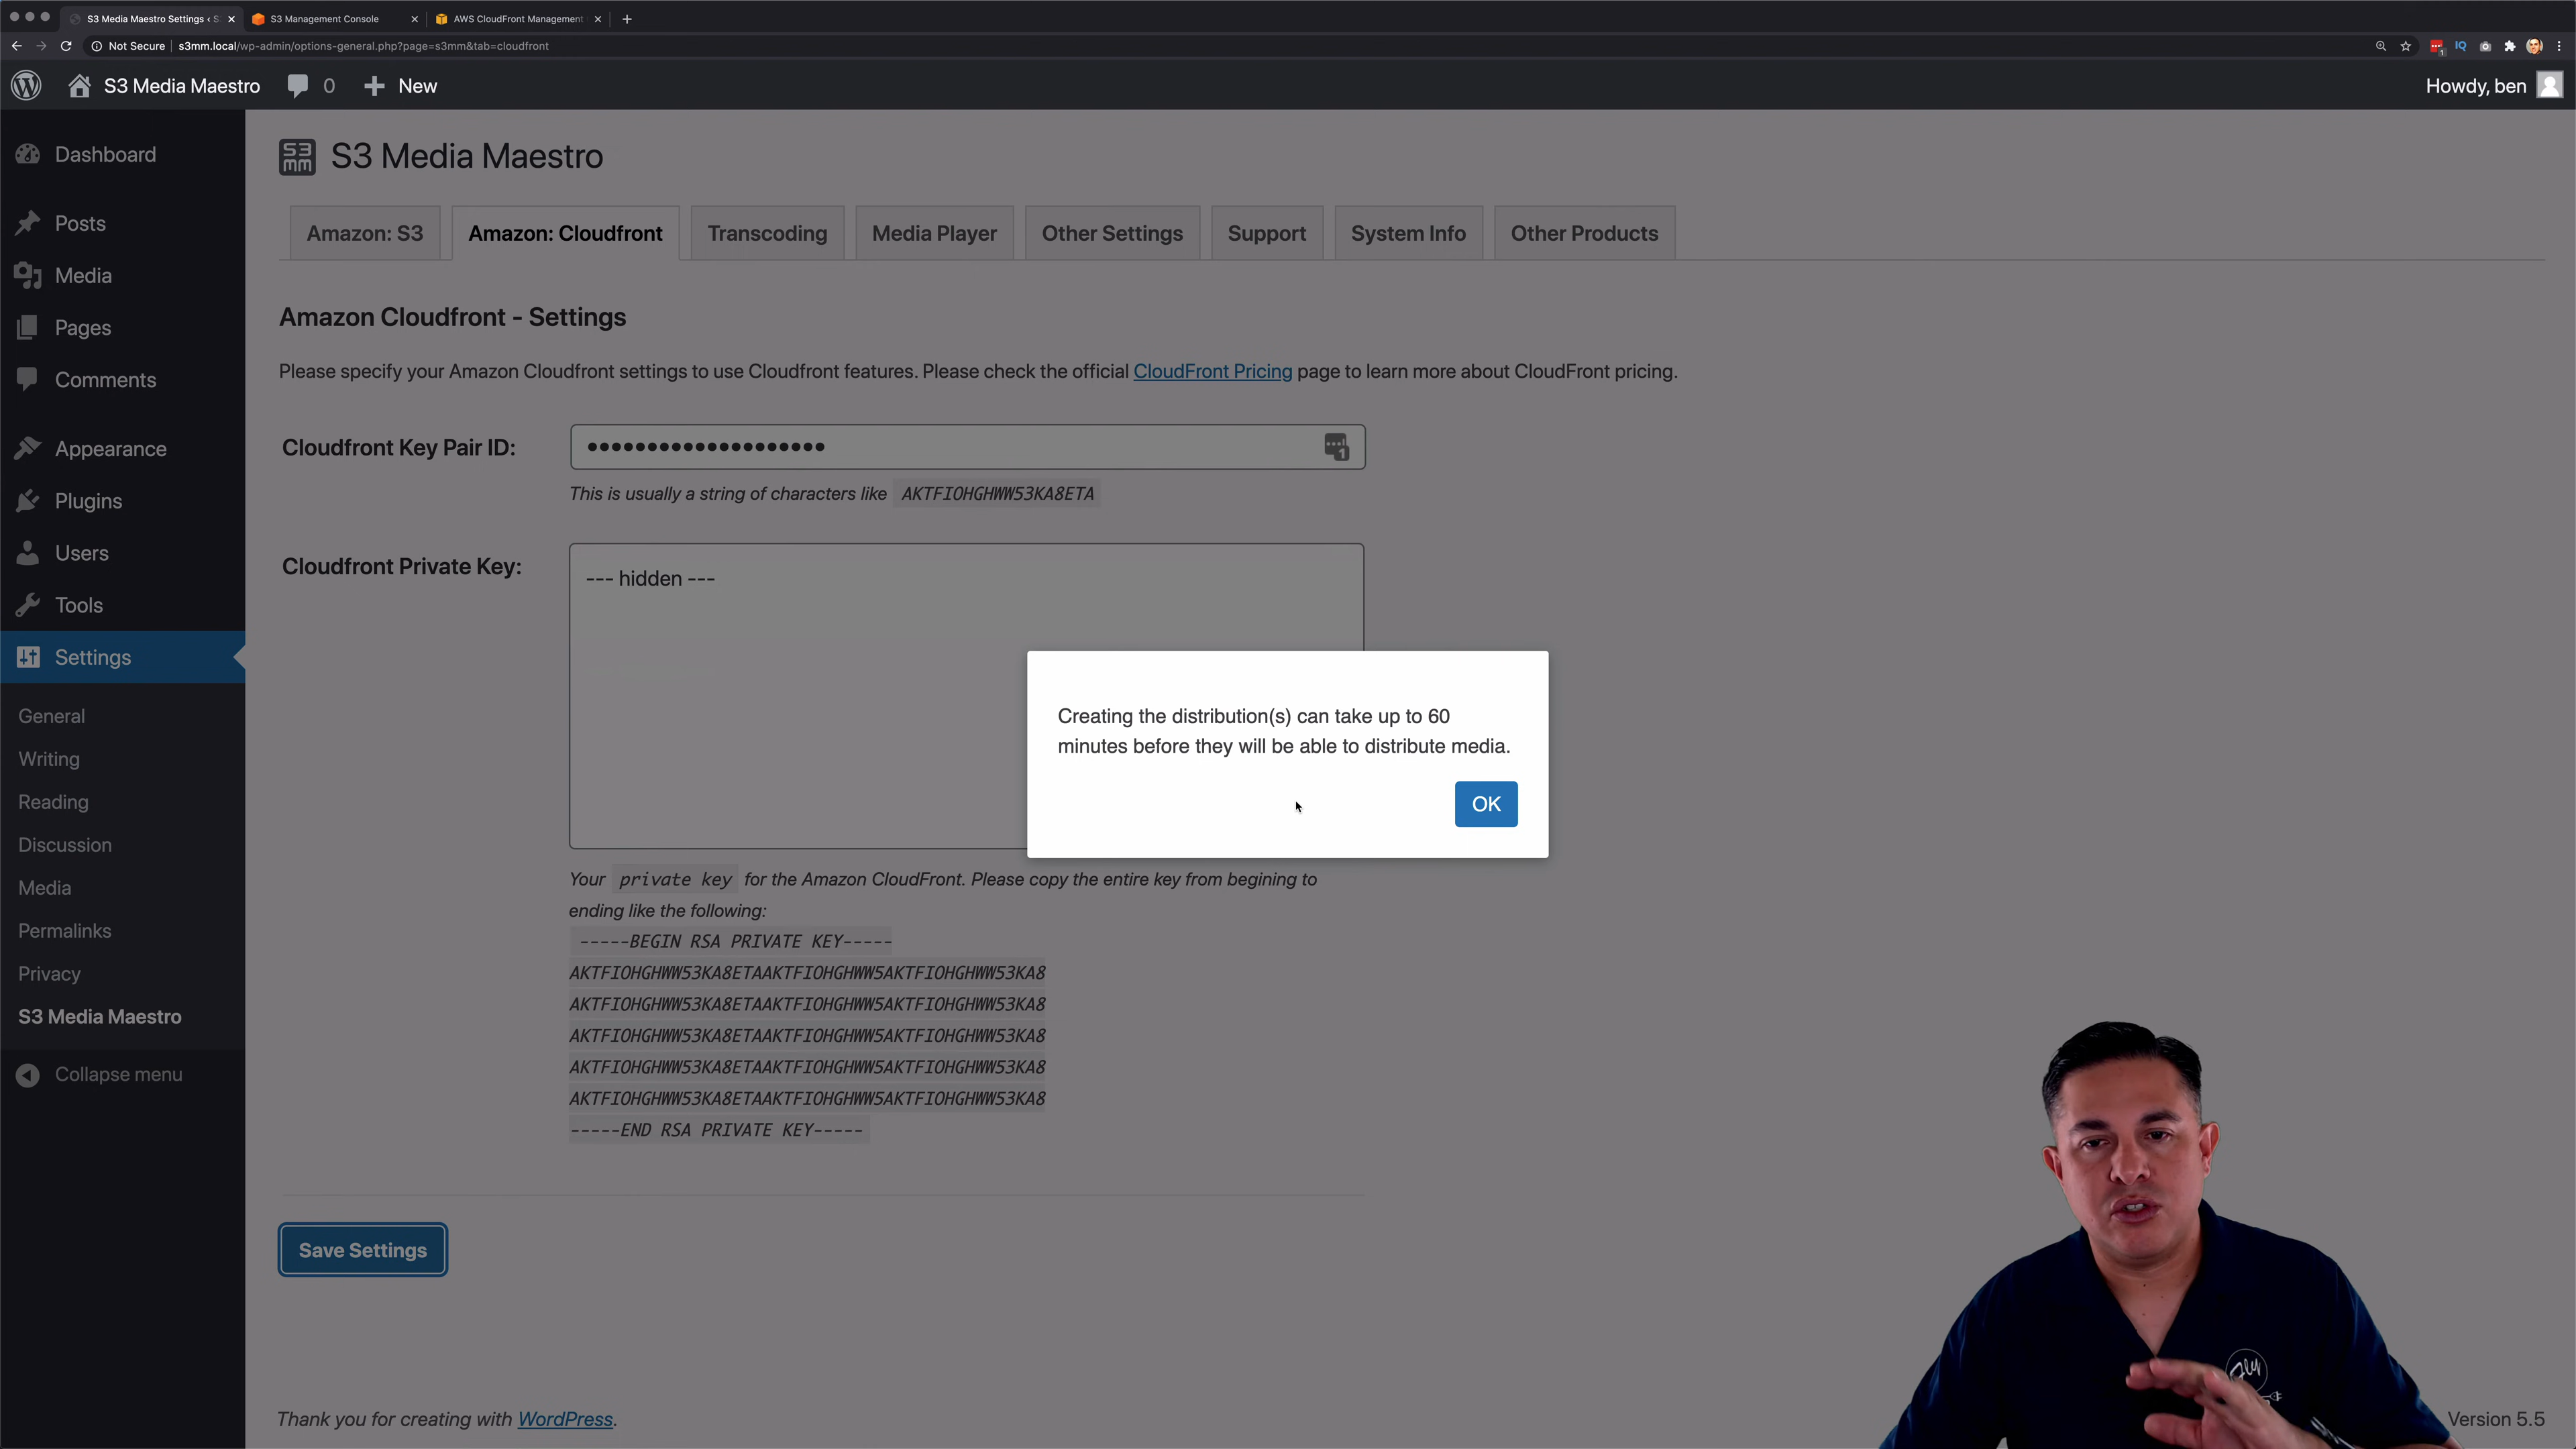 S3 Media Maestro Settings ‹ S
S3 Management Console
AWS CloudFront Management
Not Secure
s3mm.local/wp-admin/options-general.php?page=s3mm&tab=cloudfront
1
IQ
S3 Media Maestro
0
New
Howdy, ben
Dashboard
Posts
Media
Pages
Comments
Appearance
Plugins
Users
Tools
Settings
General
Writing
Reading
Discussion
Media
Permalinks
Privacy
S3 Media Maestro
Collapse menu
S3
MM
S3 Media Maestro
Amazon: S3
Amazon: Cloudfront
Transcoding
Media Player
Other Settings
Support
System Info
Other Products
Amazon Cloudfront - Settings
Please specify your Amazon Cloudfront settings to use Cloudfront features. Please check the official CloudFront Pricing page to learn more about CloudFront pricing.
Cloudfront Key Pair ID:
••••••••••••••••••••
1
This is usually a string of characters like AKTFIOHGHWW53KA8ETA
Cloudfront Private Key:
--- hidden ---
Creating the distribution(s) can take up to 60
minutes before they will be able to distribute media.
OK
Your private key for the Amazon CloudFront. Please copy the entire key from begining to
ending like the following:
-----BEGIN RSA PRIVATE KEY-----
AKTFIOHGHWW53KA8ETAAKTFIOHGHWW5AKTFIOHGHWW53KA8
AKTFIOHGHWW53KA8ETAAKTFIOHGHWW5AKTFIOHGHWW53KA8
AKTFIOHGHWW53KA8ETAAKTFIOHGHWW5AKTFIOHGHWW53KA8
AKTFIOHGHWW53KA8ETAAKTFIOHGHWW5AKTFIOHGHWW53KA8
AKTFIOHGHWW53KA8ETAAKTFIOHGHWW5AKTFIOHGHWW53KA8
-----END RSA PRIVATE KEY-----
Save Settings
Thank you for creating with WordPress.
Version 5.5